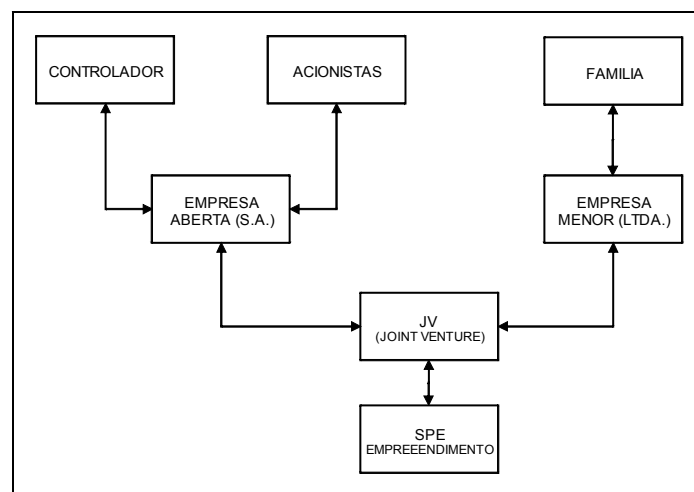 CONTROLADOR
ACIONISTAS
FAMILIA
EMPRESA
ABERTA (S.A.)
EMPRESA
MENOR (LTDA.)
JV
(JOINT VENTURE)
SPE
EMPREEENDIMENTO